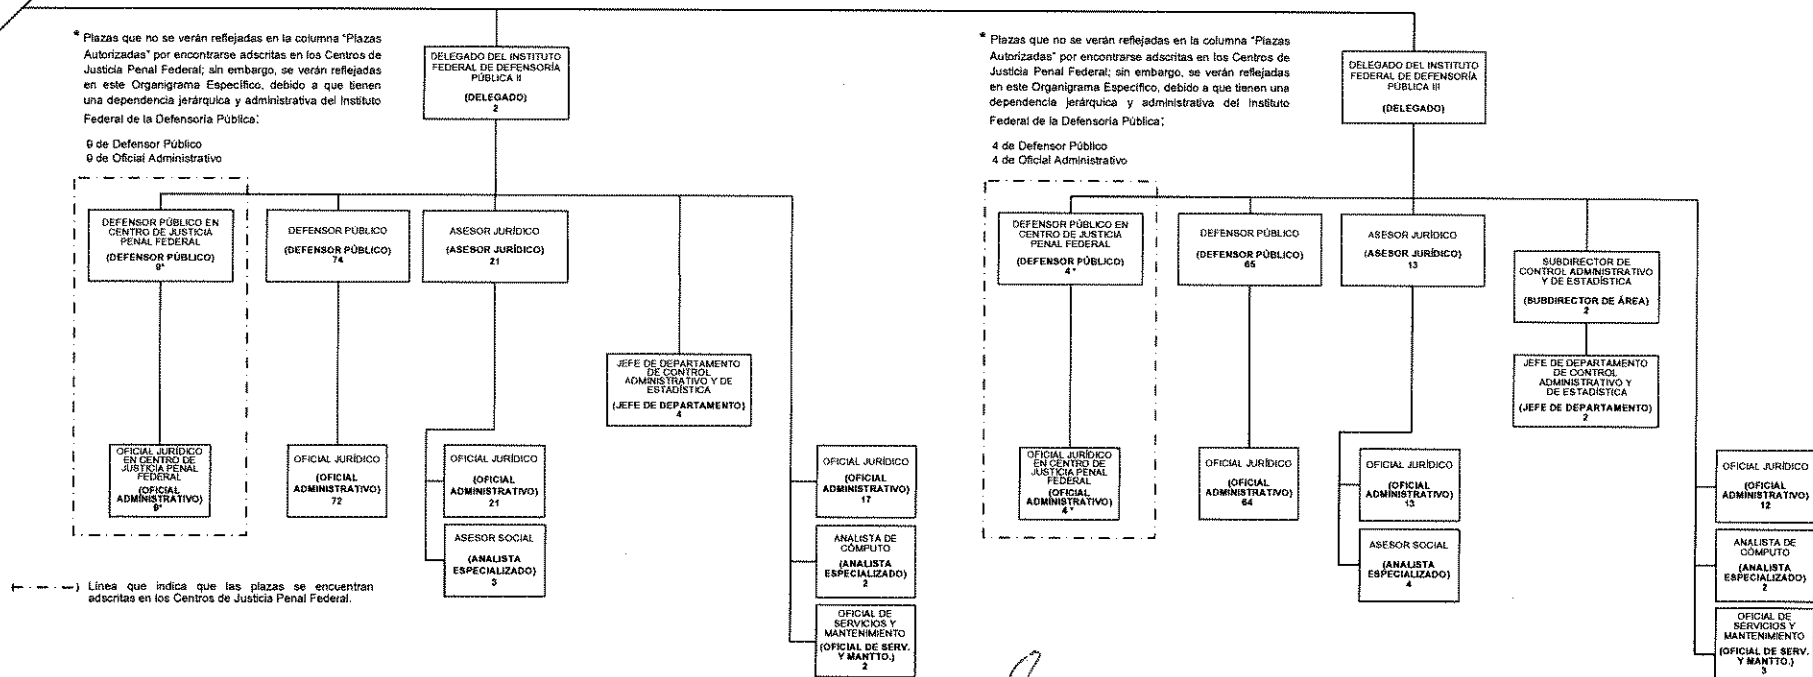 * Plazas que no se verán reflejadas en la columna "Plazas
Autorizadas" por encontrarse adscritas en los Centros de
Justicia Penal Federal; sin embargo, se verán reflejadas
en este Organigrama Específico, debido a que tienen
una dependencia jerárquica y administrativa del Instituto
Federal de la Defensoría Pública:
9 de Defensor Público
9 de Oficial Administrativo
DELEGADO DEL INSTITUTO
FEDERAL DE DEFENSORÍA
PÚBLICA II
(DELEGADO)
2
DEFENSOR PÚBLICO EN
CENTRO DE JUSTICIA
PENAL FEDERAL
(DEFENSOR PÚBLICO)
9*
DEFENSOR PÚBLICO
(DEFENSOR PÚBLICO)
74
ASESOR JURÍDICO
(ASESOR JURÍDICO)
21
JEFE DE DEPARTAMENTO
DE CONTROL
ADMINISTRATIVO Y DE
ESTADÍSTICA
(JEFE DE DEPARTAMENTO)
4
OFICIAL JURÍDICO
EN CENTRO DE
JUSTICIA PENAL
FEDERAL
(OFICIAL
ADMINISTRATIVO)
9*
OFICIAL JURÍDICO
(OFICIAL
ADMINISTRATIVO)
72
OFICIAL JURÍDICO
(OFICIAL
ADMINISTRATIVO)
21
ASESOR SOCIAL
(ANALISTA
ESPECIALIZADO)
3
OFICIAL JURÍDICO
(OFICIAL
ADMINISTRATIVO)
17
ANALISTA DE
CÓMPUTO
(ANALISTA
ESPECIALIZADO)
2
OFICIAL DE
SERVICIOS Y
MANTENIMIENTO
(OFICIAL DE SERV.
Y MANTTO.)
2
Línea que indica que las plazas se encuentran
adscritas en los Centros de Justicia Penal Federal.
* Plazas que no se verán reflejadas en la columna "Plazas
Autorizadas" por encontrarse adscritas en los Centros de
Justicia Penal Federal; sin embargo, se verán reflejadas
en este Organigrama Específico, debido a que tienen una
dependencia jerárquica y administrativa del Instituto
Federal de la Defensoría Pública:
4 de Defensor Público
4 de Oficial Administrativo
DELEGADO DEL INSTITUTO
FEDERAL DE DEFENSORÍA
PÚBLICA III
(DELEGADO)
DEFENSOR PÚBLICO EN
CENTRO DE JUSTICIA
PENAL FEDERAL
(DEFENSOR PÚBLICO)
4*
DEFENSOR PÚBLICO
(DEFENSOR PÚBLICO)
65
ASESOR JURÍDICO
(ASESOR JURÍDICO)
13
SUBDIRECTOR DE
CONTROL ADMINISTRATIVO
Y DE ESTADÍSTICA
(SUBDIRECTOR DE ÁREA)
2
JEFE DE DEPARTAMENTO
DE CONTROL
ADMINISTRATIVO Y
DE ESTADÍSTICA
(JEFE DE DEPARTAMENTO)
2
OFICIAL JURÍDICO
EN CENTRO DE
JUSTICIA PENAL
FEDERAL
(OFICIAL
ADMINISTRATIVO)
4*
OFICIAL JURÍDICO
(OFICIAL
ADMINISTRATIVO)
64
OFICIAL JURÍDICO
(OFICIAL
ADMINISTRATIVO)
13
ASESOR SOCIAL
(ANALISTA
ESPECIALIZADO)
4
OFICIAL JURÍDICO
(OFICIAL
ADMINISTRATIVO)
12
ANALISTA DE
CÓMPUTO
(ANALISTA
ESPECIALIZADO)
2
OFICIAL DE
SERVICIOS Y
MANTENIMIENTO
(OFICIAL DE SERV.
Y MANTTO.)
3